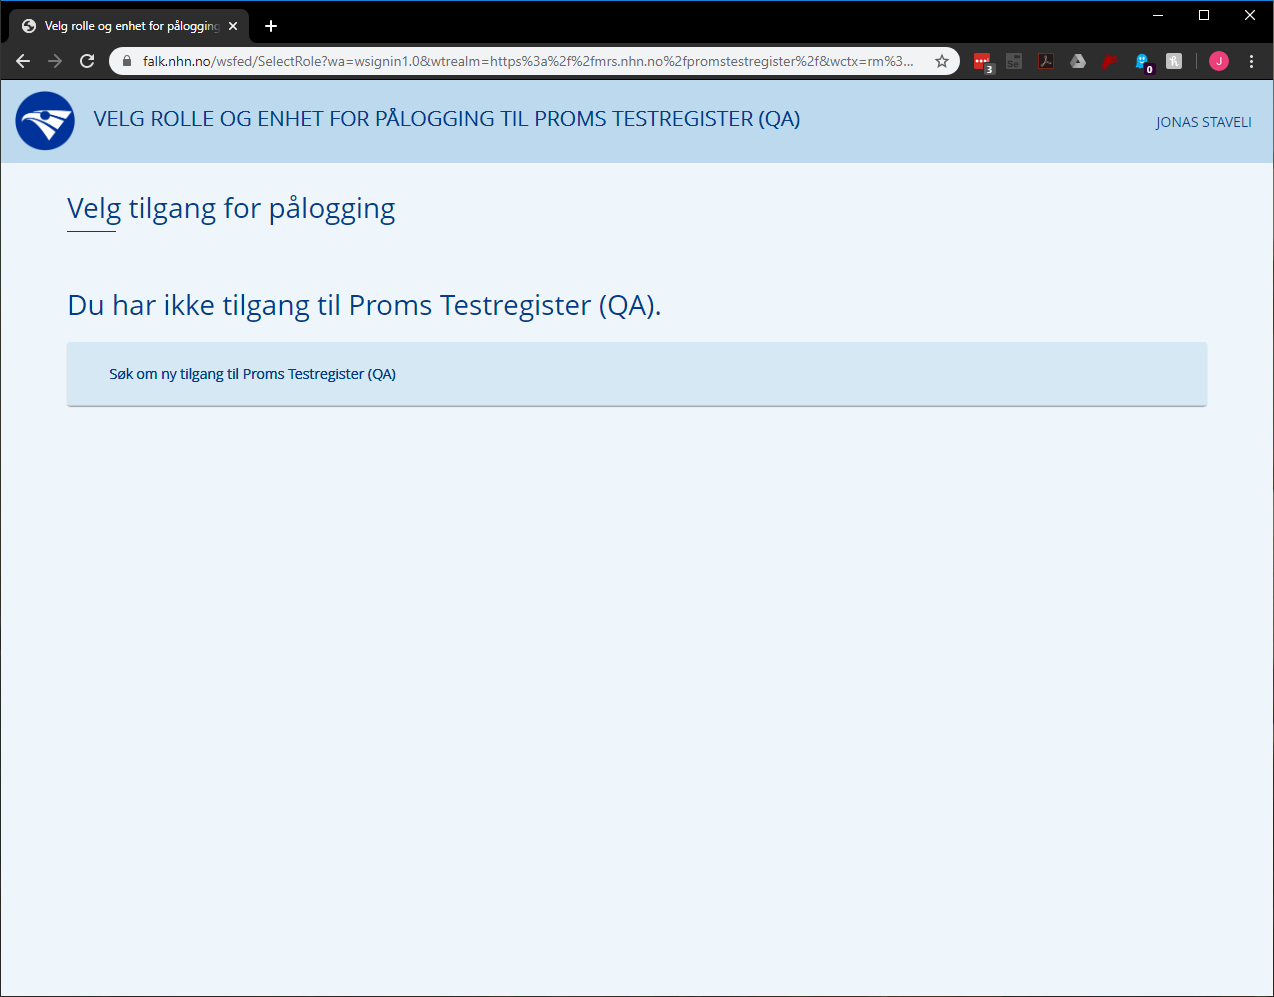 Velg rolle og enhet for pålogging
falk.nhn.no/wsfed/SelectRole?wa=wsignin1.0&wtrealm=https%3a%2f%2fmrs.nhn.no%2fpromstestregister%2f&wctx=rm%3...
3
Se
0
J
VELG ROLLE OG ENHET FOR PÅLOGGING TIL PROMS TESTREGISTER (QA)
JONAS STAVELI
Velg tilgang for pålogging
Du har ikke tilgang til Proms Testregister (QA).
Søk om ny tilgang til Proms Testregister (QA)